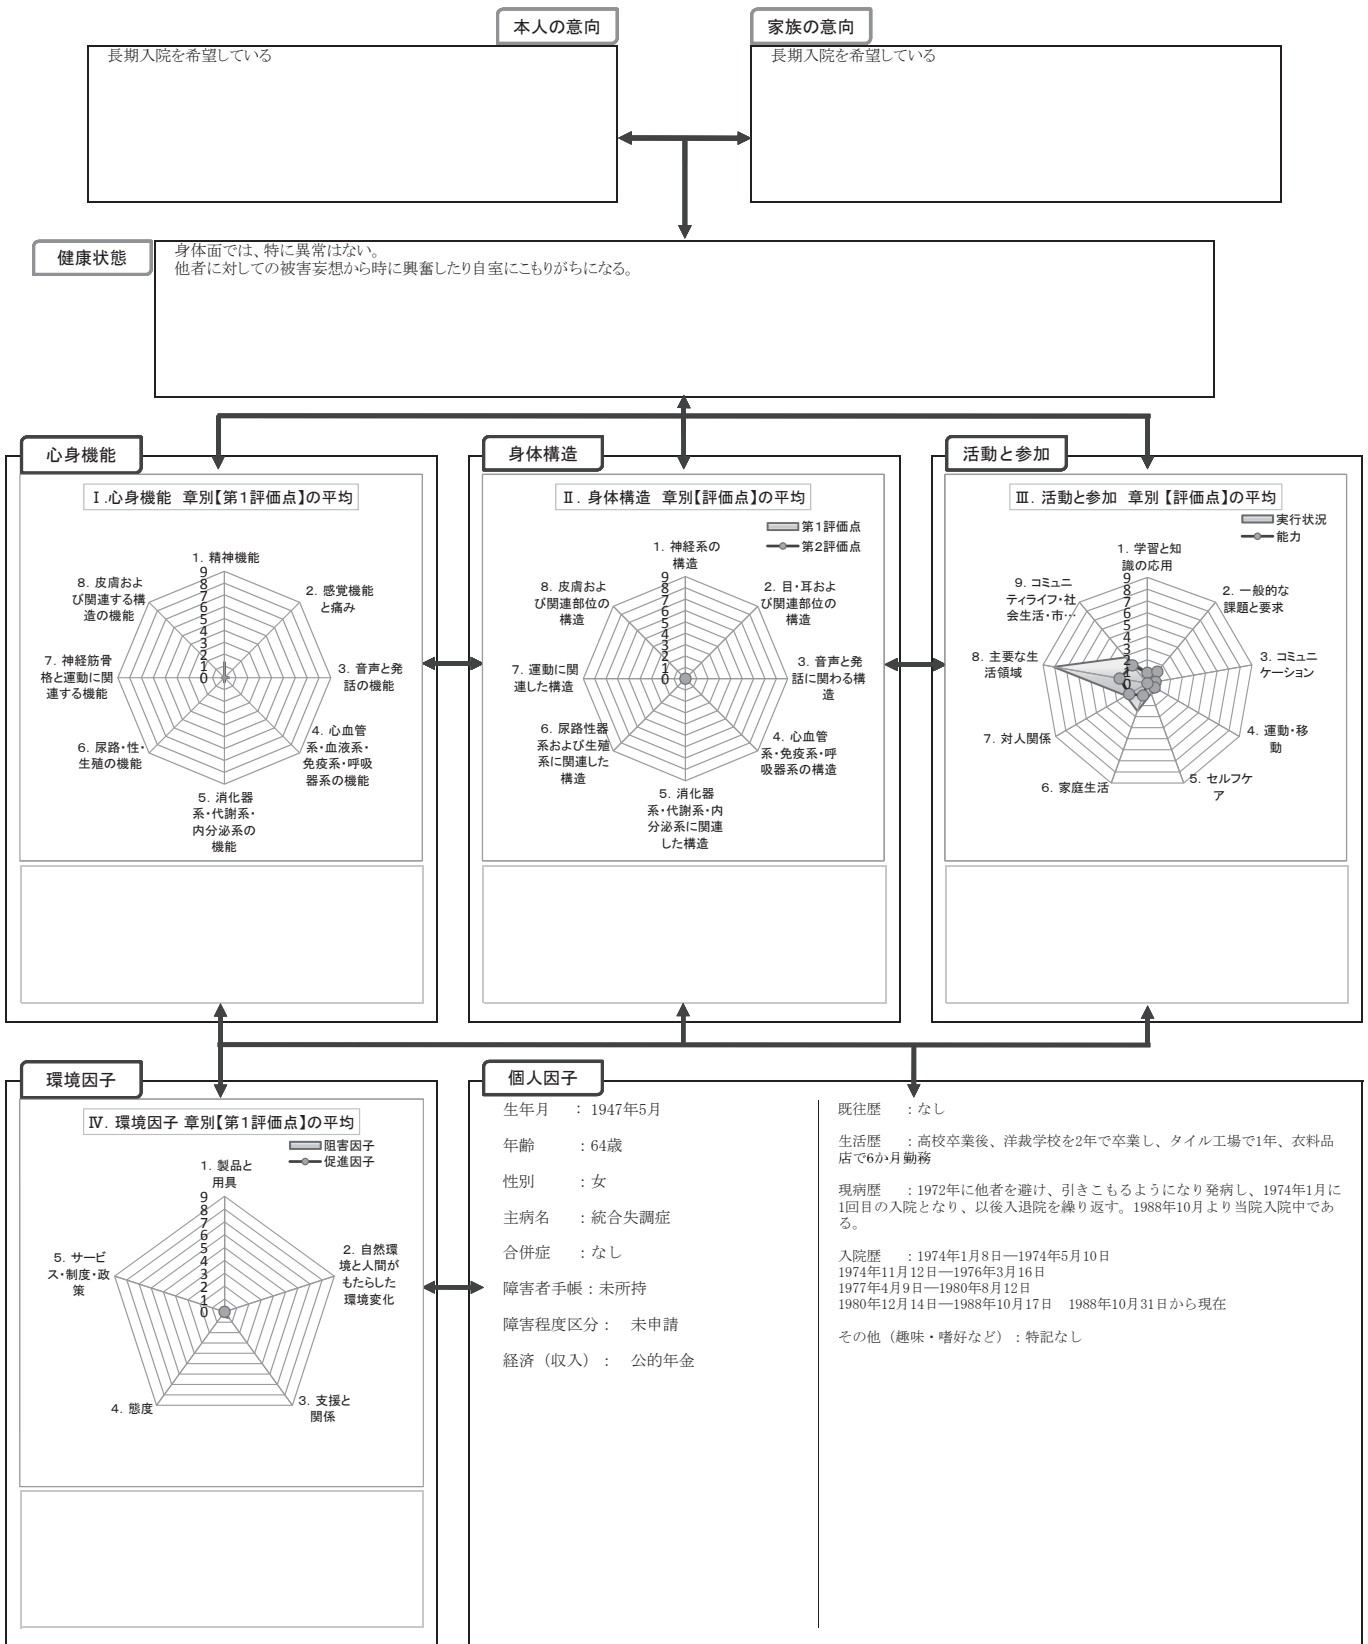 本人の意向
家族の意向
長期入院を希望している
長期入院を希望している
健康状態
身体面では、特に異常はない。
他者に対しての被害妄想から時に興奮したり自室にこもりがちになる。
心身機能
Ⅰ.心身機能 章別【第1評価点】の平均
1. 精神機能
2. 感覚機能
と痛み
3. 音声と発
話の機能
4. 心血管
系・血液系・
免疫系・呼吸
器系の機能
5. 消化器
系・代謝系・
内分泌系の
機能
6. 尿路・性・
生殖の機能
7. 神経筋骨
格と運動に関
連する機能
8. 皮膚およ
び関連する構
造の機能
9
8
7
6
5
4
3
2
1
0
身体構造
Ⅱ. 身体構造 章別【評価点】の平均
第1評価点
第2評価点
1. 神経系の
構造
2. 目・耳およ
び関連部位の
構造
3. 音声と発
話に関わる構
造
4. 心血管
系・免疫系・呼
吸器系の構造
5. 消化器
系・代謝系・内
分泌系に関連
した構造
6. 尿路性器
系および生殖
系に関連した
構造
7. 運動に関
連した構造
8. 皮膚およ
び関連部位の
構造
9
8
7
6
5
4
3
2
1
0
活動と参加
Ⅲ. 活動と参加 章別 【評価点】の平均
実行状況
能力
1. 学習と知
識の応用
2. 一般的な
課題と要求
3. コミュニ
ケーション
4. 運動・移
動
5. セルフケ
ア
6. 家庭生活
7. 対人関係
8. 主要な生
活領域
9. コミュニ
ティライフ・社
会生活・市…
9
8
7
6
5
4
3
2
1
0
環境因子
Ⅳ. 環境因子 章別【第1評価点】の平均
阻害因子
促進因子
1. 製品と
用具
2. 自然環
境と人間が
もたらした
環境変化
3. 支援と
関係
4. 態度
5. サービ
ス・制度・政
策
9
8
7
6
5
4
3
2
1
0
個人因子
生年月 : 1947年5月
年齢 : 64歳
性別 : 女
主病名 : 統合失調症
合併症 : なし
障害者手帳 : 未所持
障害程度区分 : 未申請
経済（収入） : 公的年金
既往歴 : なし
生活歴 : 高校卒業後、洋裁学校を2年で卒業し、タイル工場で1年、衣料品
店で6か月勤務
現病歴 : 1972年に他者を避け、引きこもるようになり発病し、1974年1月に
1回目の入院となり、以後入退院を繰り返す。1988年10月より当院入院中であ
る。
入院歴 : 1974年1月8日―1974年5月10日
1974年11月12日―1976年3月16日
1977年4月9日―1980年8月12日
1980年12月14日―1988年10月17日 1988年10月31日から現在
その他（趣味・嗜好など）: 特記なし